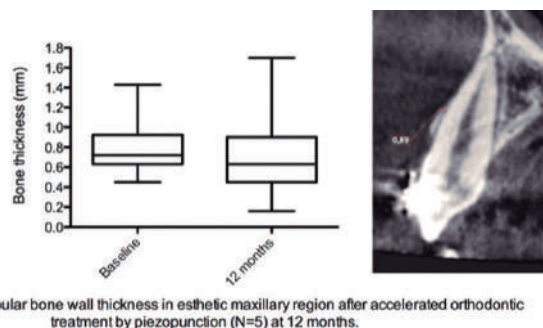 1.8
1.6
1.4
1.2
1.0
0.8
0.6
0.4
0.2
0.0
Bone thickness (mm)
Baseline
12 months
0,89
bone wall thickness in esthetic maxillary region after accelerated orthodontic
treatment by piezopunction (N=5) at 12 months.